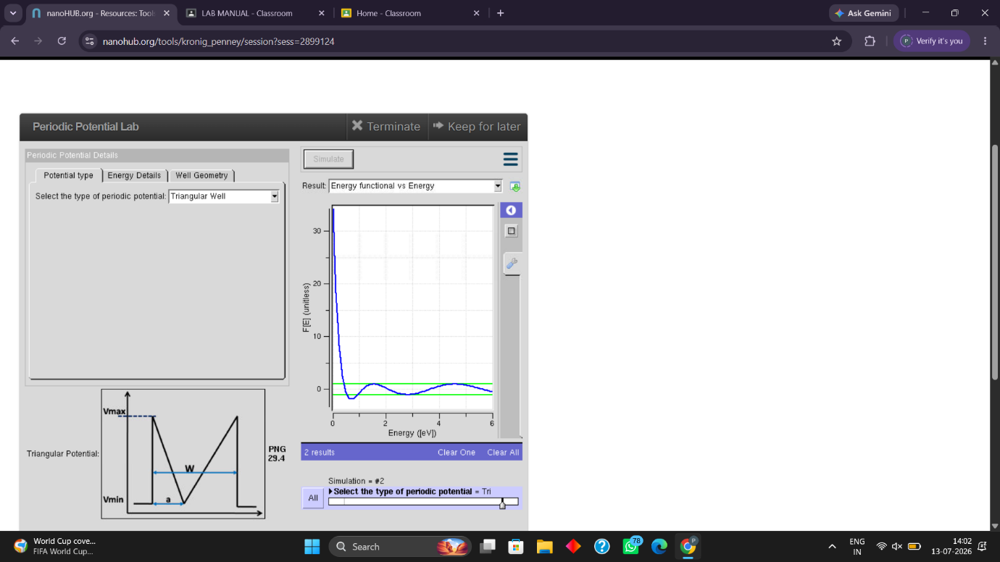 nanoHUB.org - Resources: Tools
LAB MANUAL - Classroom
Home - Classroom
Ask Gemini
nanohub.org/tools/kronig_penney/session?sess=2899124
P
Verify it's you
Periodic Potential Lab
Terminate
Keep for later
Periodic Potential Details
Potential type
Energy Details
Well Geometry
Select the type of periodic potential:
Triangular Well
Simulate
Result:
Energy functional vs Energy
30
20
10
0
F[E] (unitless)
0
2
4
6
Energy ([eV])
2 results
Clear One
Clear All
Simulation = #2
All
Select the type of periodic potential = Tri
Triangular Potential:
Vmax
W
Vmin
a
PNG
29.4
World Cup cove...
FIFA World Cup...
Search
78
P
ENG
IN
14:02
13-07-2026